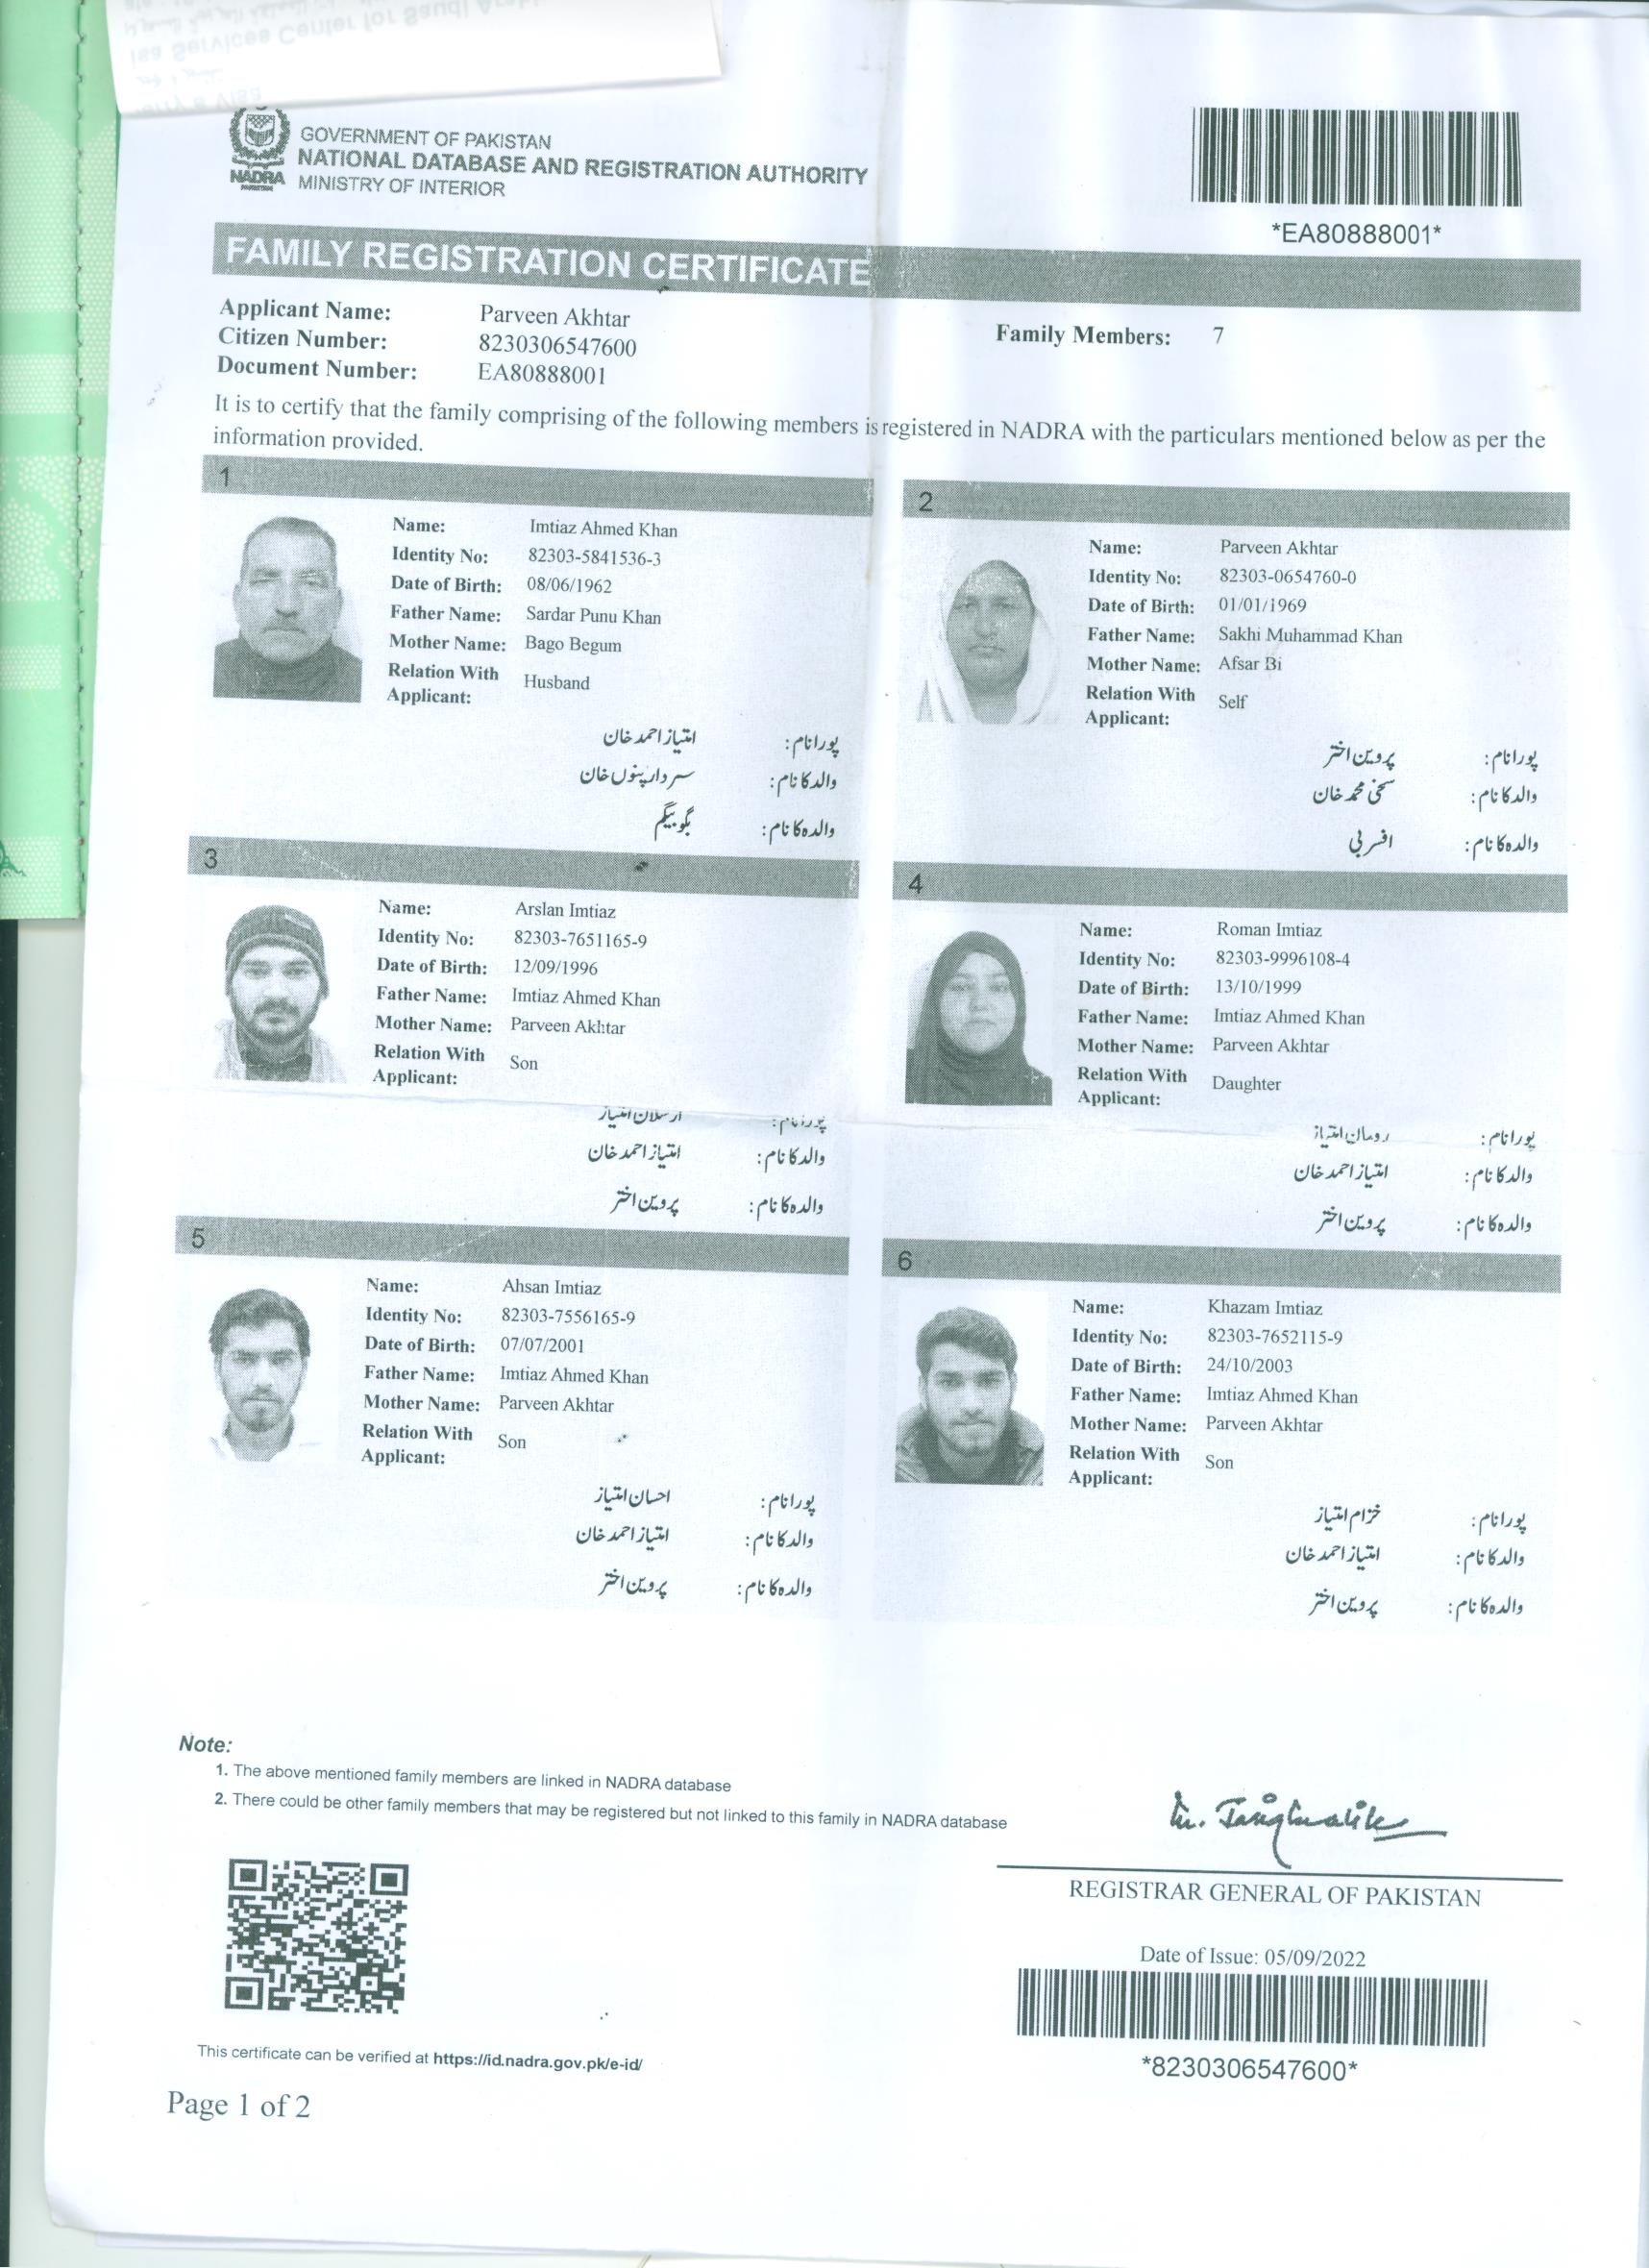 GOVERNMENT OF PAKISTAN
NATIONAL DATABASE AND REGISTRATION AUTHORITY
NADRA
MINISTRY OF INTERIOR
*EA80888001*
FAMILY REGISTRATION CERTIFICATE
Applicant Name: Parveen Akhtar
Citizen Number: 8230306547600
Document Number: EA80888001
Family Members: 7
It is to certify that the family comprising of the following members is registered in NADRA with the particulars mentioned below as per the
information provided.
1
Name: Imtiaz Ahmed Khan
Identity No: 82303-5841536-3
Date of Birth: 08/06/1962
Father Name: Sardar Punu Khan
Mother Name: Bago Begum
Relation With
Applicant: Husband
پورا نام: امتیاز احمد خان
والد کا نام: سردار پنوں خان
والدہ کا نام: بگو بیگم
2
Name: Parveen Akhtar
Identity No: 82303-0654760-0
Date of Birth: 01/01/1969
Father Name: Sakhi Muhammad Khan
Mother Name: Afsar Bi
Relation With
Applicant: Self
پورا نام: پروین اختر
والد کا نام: سخی محمد خان
والدہ کا نام: افسر بی
3
Name: Arslan Imtiaz
Identity No: 82303-7651165-9
Date of Birth: 12/09/1996
Father Name: Imtiaz Ahmed Khan
Mother Name: Parveen Akhtar
Relation With
Applicant: Son
پورا نام: ارسلان امتیاز
والد کا نام: امتیاز احمد خان
والدہ کا نام: پروین اختر
4
Name: Roman Imtiaz
Identity No: 82303-9996108-4
Date of Birth: 13/10/1999
Father Name: Imtiaz Ahmed Khan
Mother Name: Parveen Akhtar
Relation With
Applicant: Daughter
پورا نام: رومان امتیاز
والد کا نام: امتیاز احمد خان
والدہ کا نام: پروین اختر
5
Name: Ahsan Imtiaz
Identity No: 82303-7556165-9
Date of Birth: 07/07/2001
Father Name: Imtiaz Ahmed Khan
Mother Name: Parveen Akhtar
Relation With
Applicant: Son
پورا نام: احسان امتیاز
والد کا نام: امتیاز احمد خان
والدہ کا نام: پروین اختر
6
Name: Khazam Imtiaz
Identity No: 82303-7652115-9
Date of Birth: 24/10/2003
Father Name: Imtiaz Ahmed Khan
Mother Name: Parveen Akhtar
Relation With
Applicant: Son
پورا نام: خزام امتیاز
والد کا نام: امتیاز احمد خان
والدہ کا نام: پروین اختر
Note:
1. The above mentioned family members are linked in NADRA database
2. There could be other family members that may be registered but not linked to this family in NADRA database
REGISTRAR GENERAL OF PAKISTAN
Date of Issue: 05/09/2022
*8230306547600*
This certificate can be verified at https://id.nadra.gov.pk/e-id/
Page 1 of 2